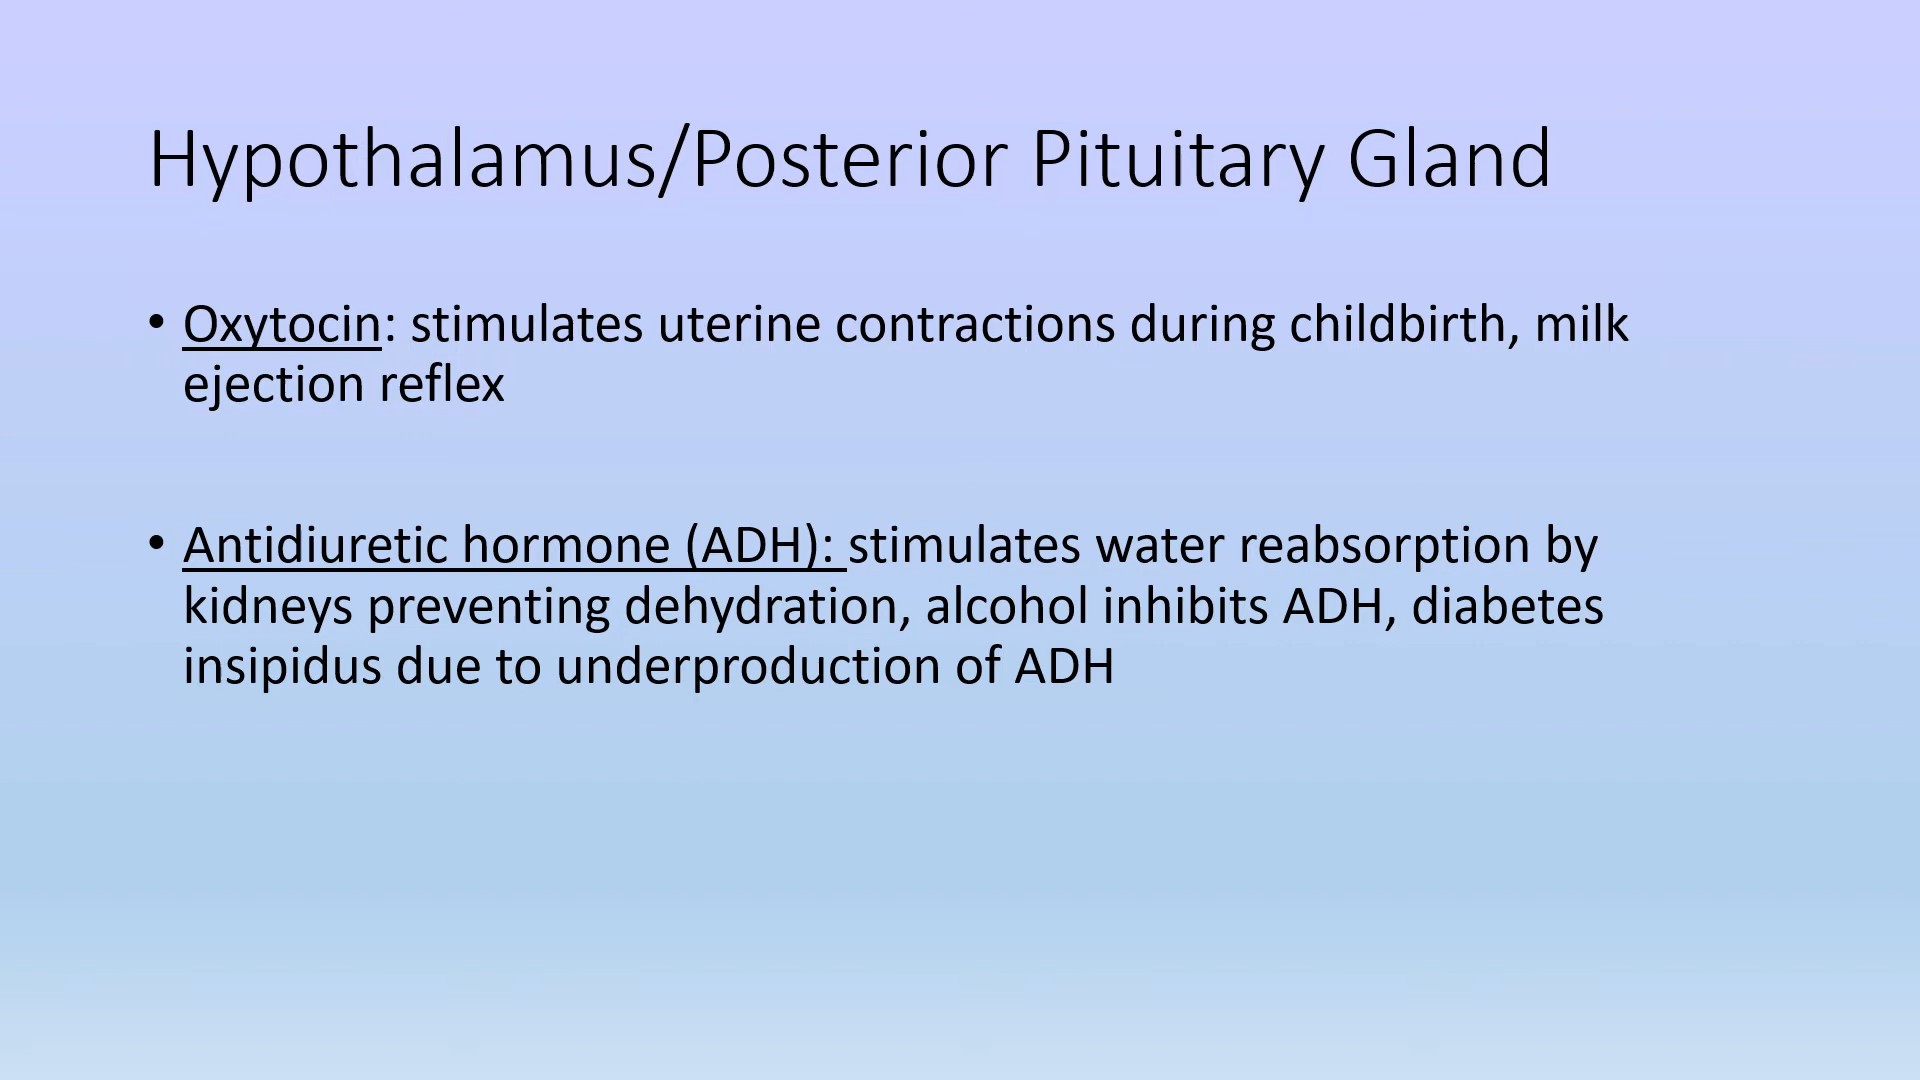 Hypothalamus/Posterior Pituitary Gland
• Oxytocin: stimulates uterine contractions during childbirth, milk
ejection reflex
• Antidiuretic hormone (ADH): stimulates water reabsorption by
kidneys preventing dehydration, alcohol inhibits ADH, diabetes
insipidus due to underproduction of ADH